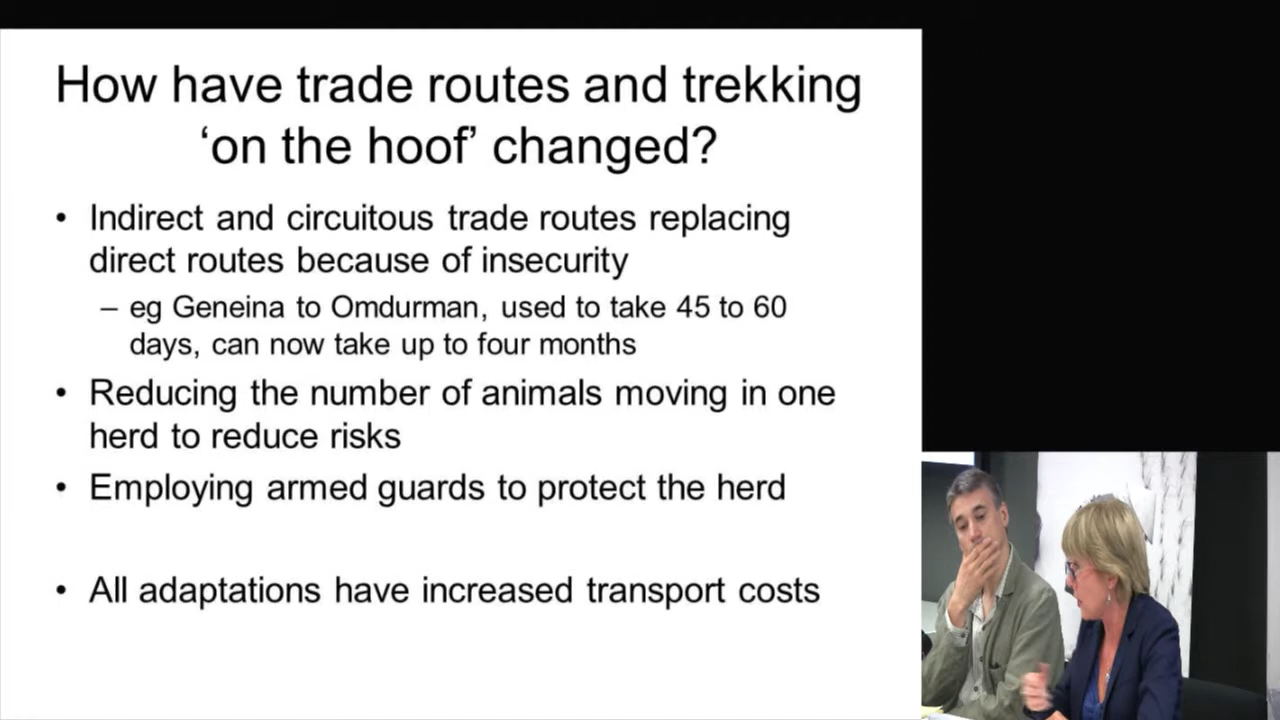 How have trade routes and trekking
‘on the hoof’ changed?
• Indirect and circuitous trade routes replacing
direct routes because of insecurity
– eg Geneina to Omdurman, used to take 45 to 60
days, can now take up to four months
• Reducing the number of animals moving in one
herd to reduce risks
• Employing armed guards to protect the herd
• All adaptations have increased transport costs